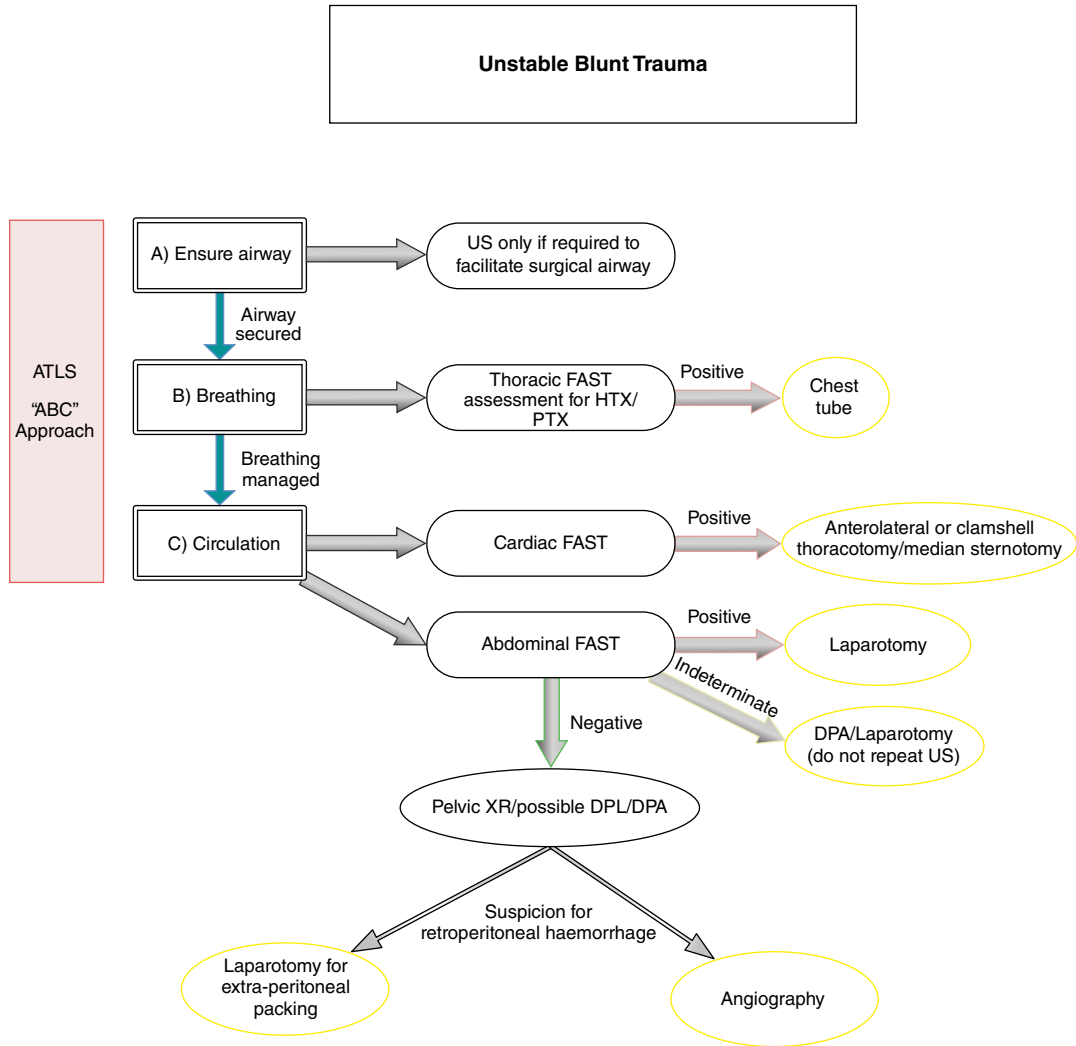 Unstable Blunt Trauma
ATLS
“ABC”
Approach
A) Ensure airway
US only if required to
facilitate surgical airway
Airway
secured
B) Breathing
Thoracic FAST
assessment for HTX/
PTX
Positive
Chest
tube
Breathing
managed
C) Circulation
Cardiac FAST
Positive
Anterolateral or clamshell
thoracotomy/median sternotomy
Abdominal FAST
Positive
Laparotomy
Indeterminate
DPA/Laparotomy
(do not repeat US)
Negative
Pelvic XR/possible DPL/DPA
Suspicion for
retroperitoneal haemorrhage
Laparotomy for
extra-peritoneal
packing
Angiography